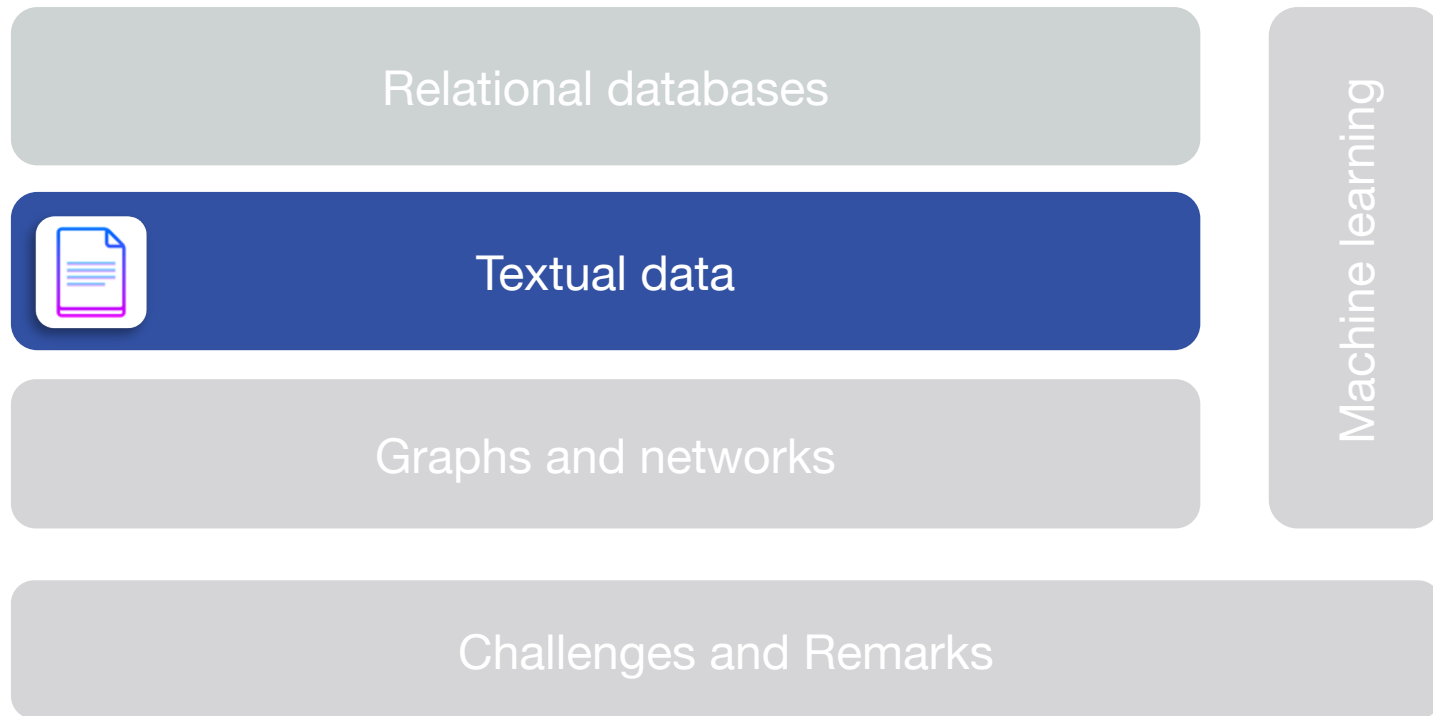 Relational databases
Textual data
Graphs and networks
Machine learning
Challenges and Remarks